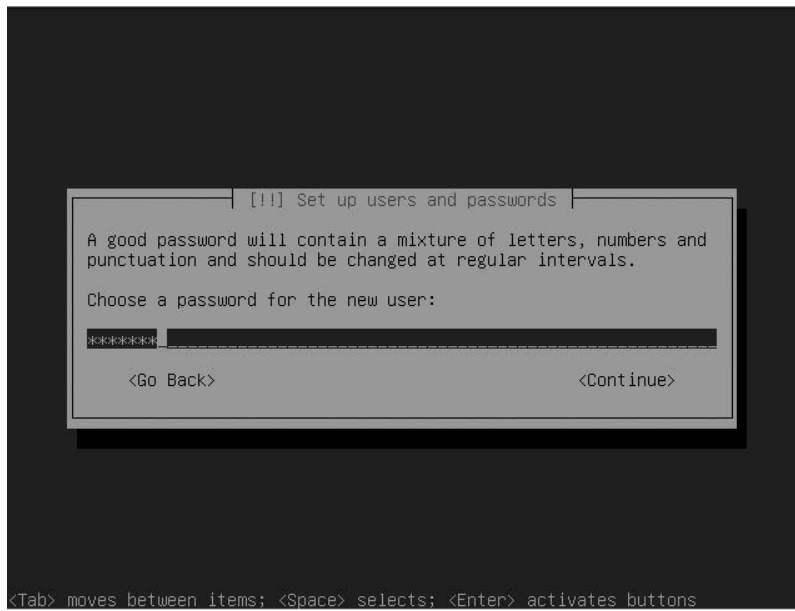 [!!] Set up users and passwords
A good password will contain a mixture of letters, numbers and
punctuation and should be changed at regular intervals.
Choose a password for the new user:
*******
<Go Back> <Continue>
<Tab> moves between items; <Space> selects; <Enter> activates buttons